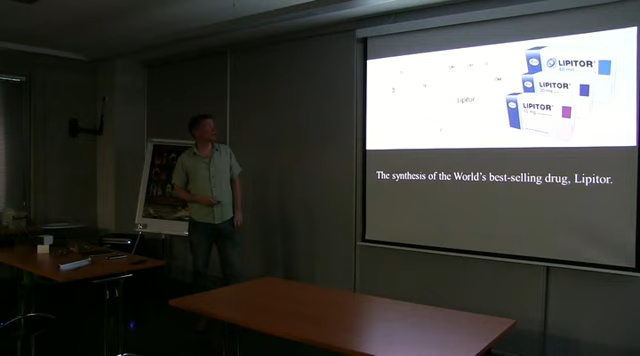 LIPITOR
LIPITOR
LIPITOR
Lipitor
The synthesis of the World's best-selling drug, Lipitor.